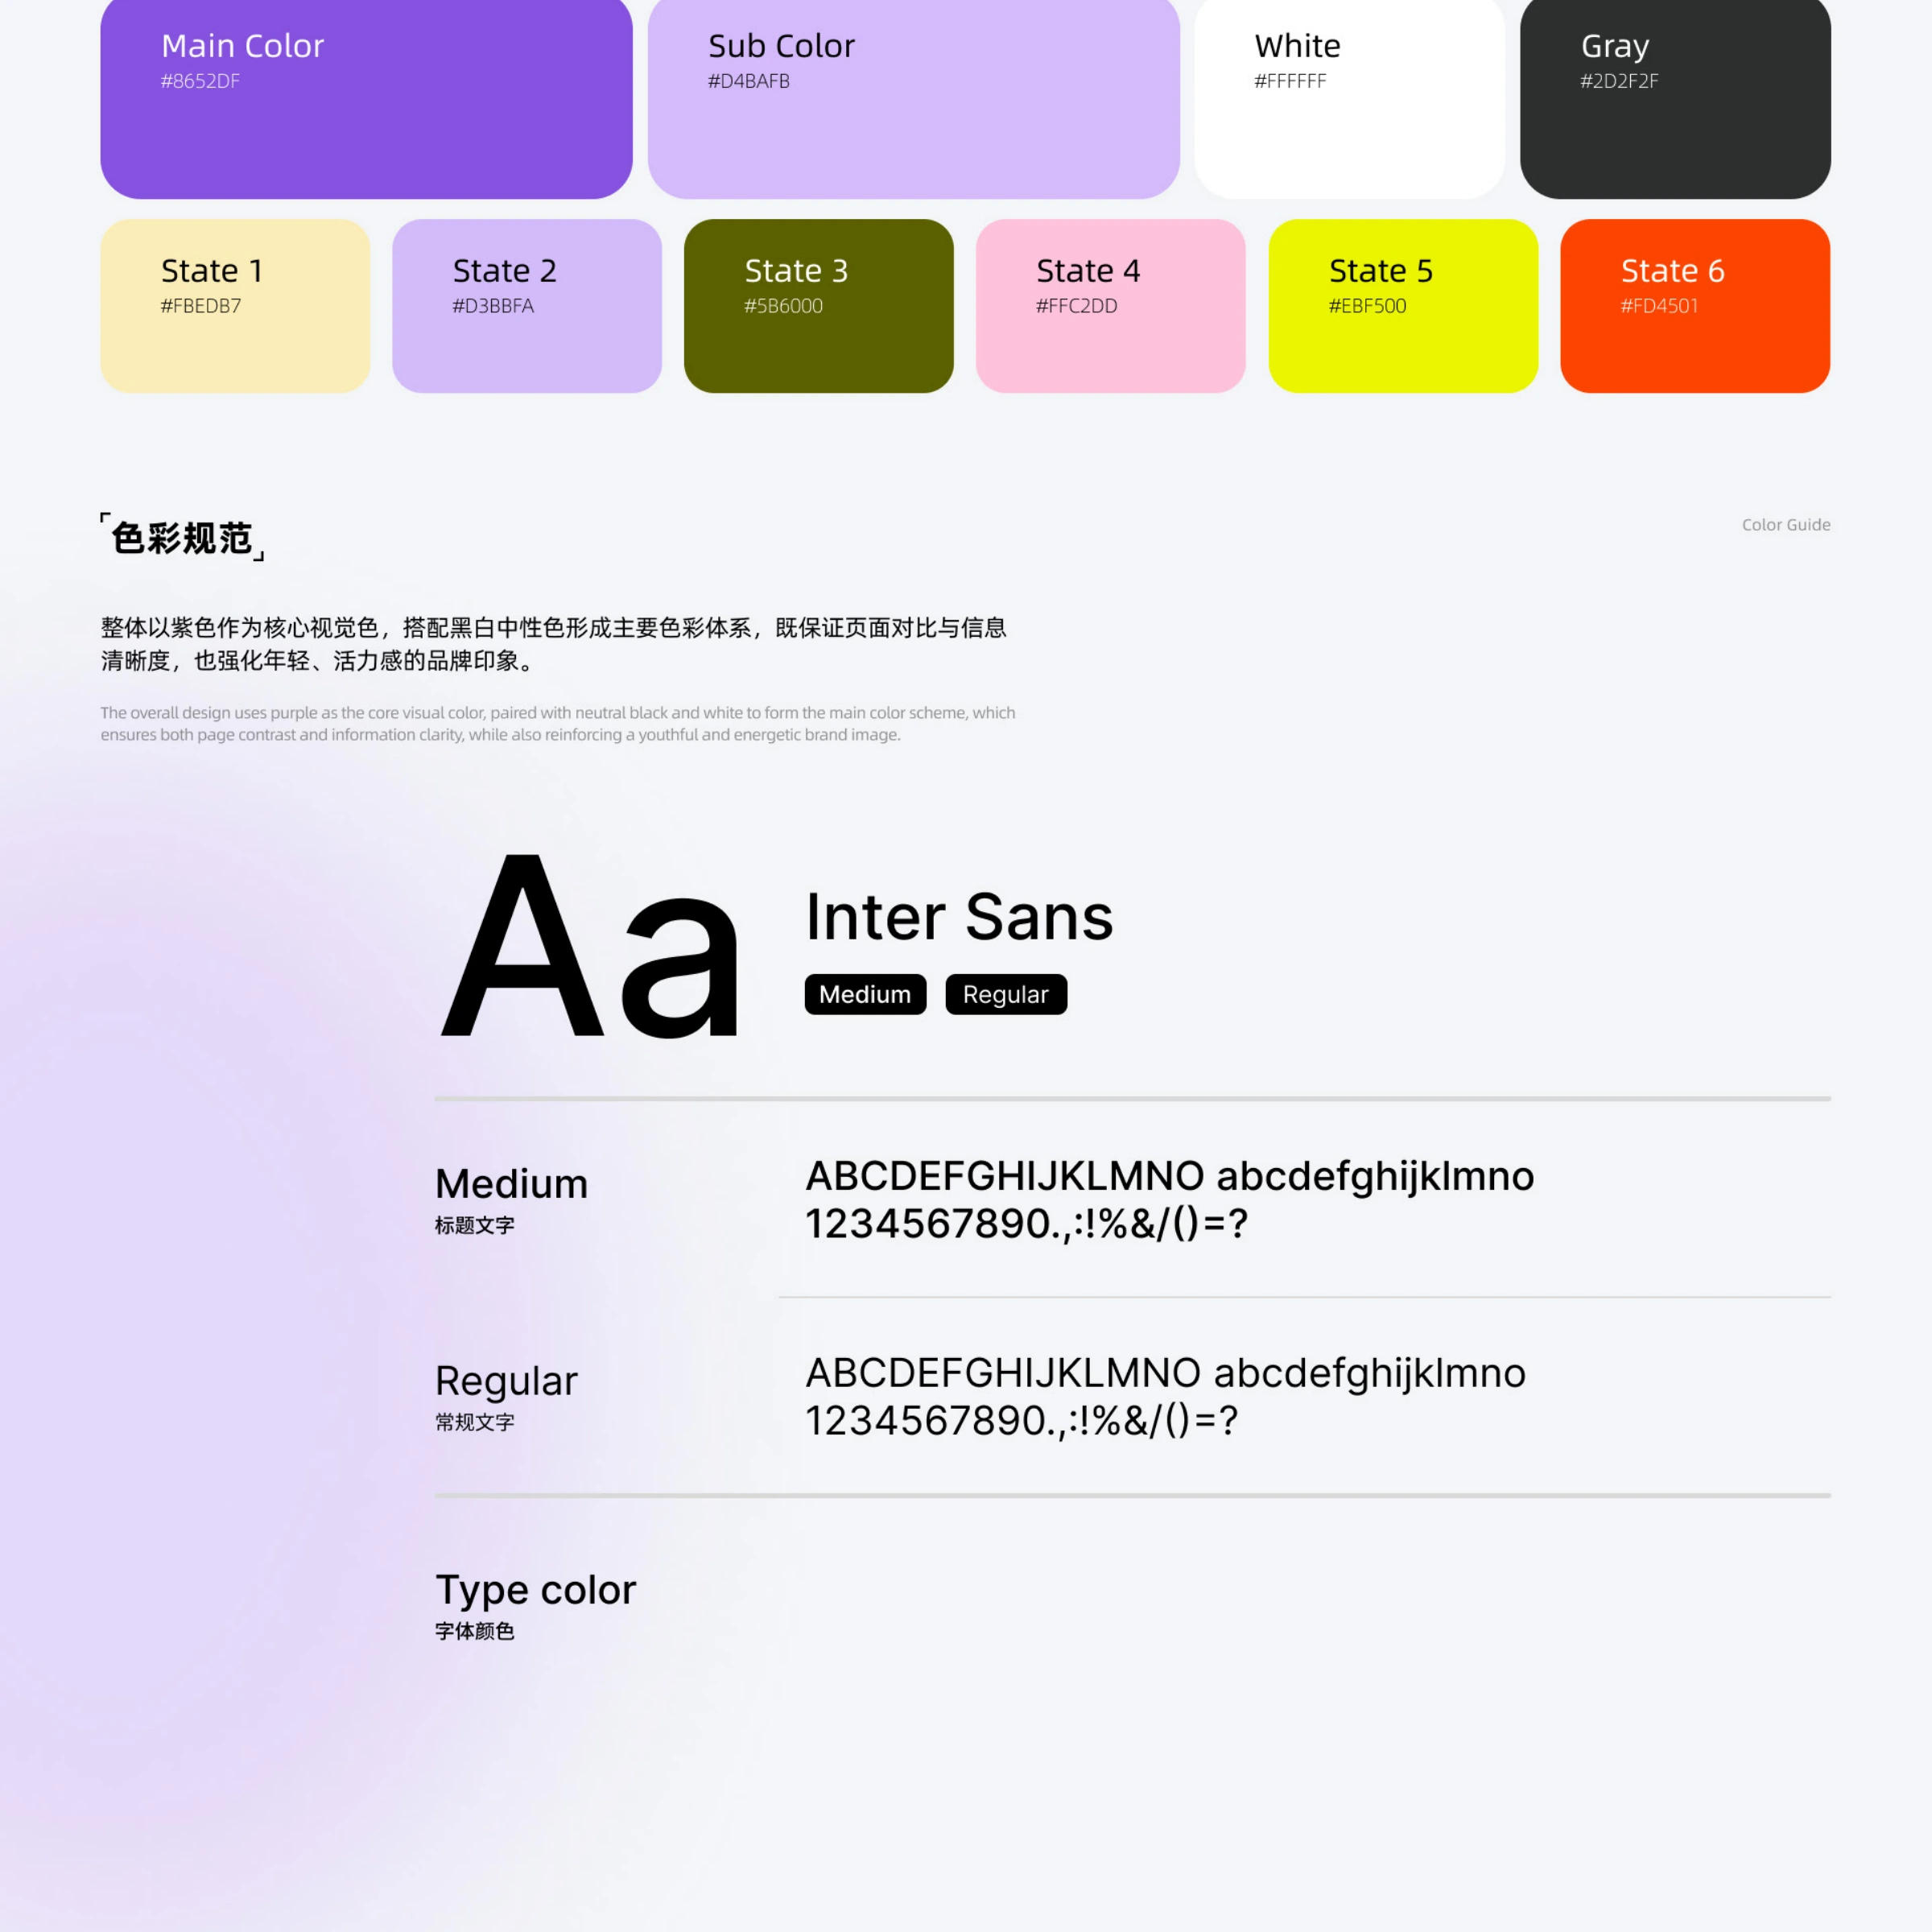 Main Color
#8652DF
Sub Color
#D4BAFB
White
#FFFFFF
Gray
#2D2F2F
State 1
#FBEDB7
State 2
#D3BBFA
State 3
#5B6000
State 4
#FFC2DD
State 5
#EBF500
State 6
#FD4501
「色彩规范」
Color Guide
整体以紫色作为核心视觉色，搭配黑白中性色形成主要色彩体系，既保证页面对比与信息
清晰度，也强化年轻、活力感的品牌印象。
The overall design uses purple as the core visual color, paired with neutral black and white to form the main color scheme, which
ensures both page contrast and information clarity, while also reinforcing a youthful and energetic brand image.
Aa
Inter Sans
Medium
Regular
Medium
标题文字
ABCDEFGHIJKLMNO abcdefghijklmno
1234567890.,:!%&/()=?
Regular
常规文字
ABCDEFGHIJKLMNO abcdefghijklmno
1234567890.,:!%&/()=?
Type color
字体颜色